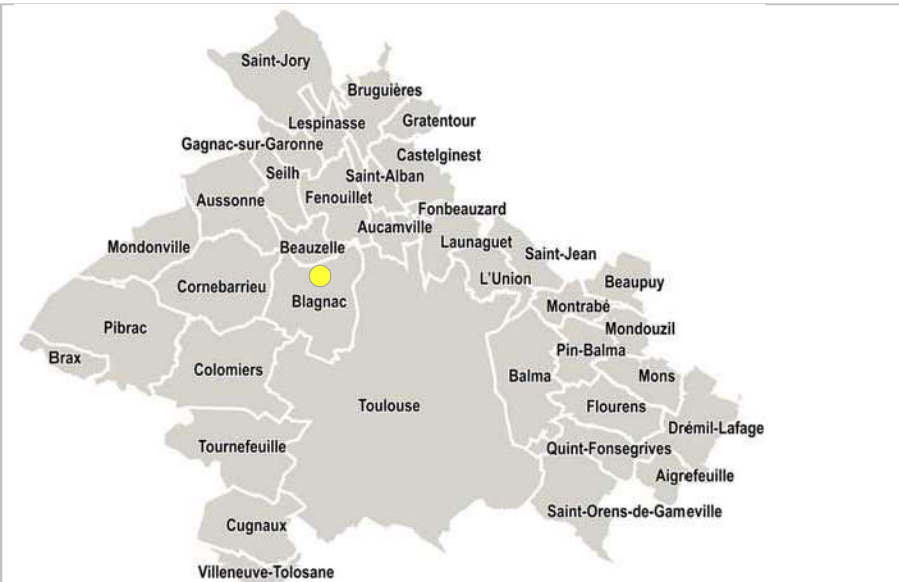 Saint-Jory
Bruguières
Lespinasse
Gratentour
Gagnac-sur-Garonne
Castelginest
Seilh
Saint-Alban
Aussonne
Fenouillet
Fonbeauzard
Aucamville
Mondonville
Beauzelle
Launaguet
Saint-Jean
Cornebarrieu
L'Union
Beaupuy
Blagnac
Montrabé
Pibrac
Mondouzil
Brax
Pin-Balma
Colomiers
Balma
Mons
Toulouse
Flourens
Drémil-Lafage
Tournefeuille
Quint-Fonsegrives
Aigrefeuille
Saint-Orens-de-Gameville
Cugnaux
Villeneuve-Tolosane